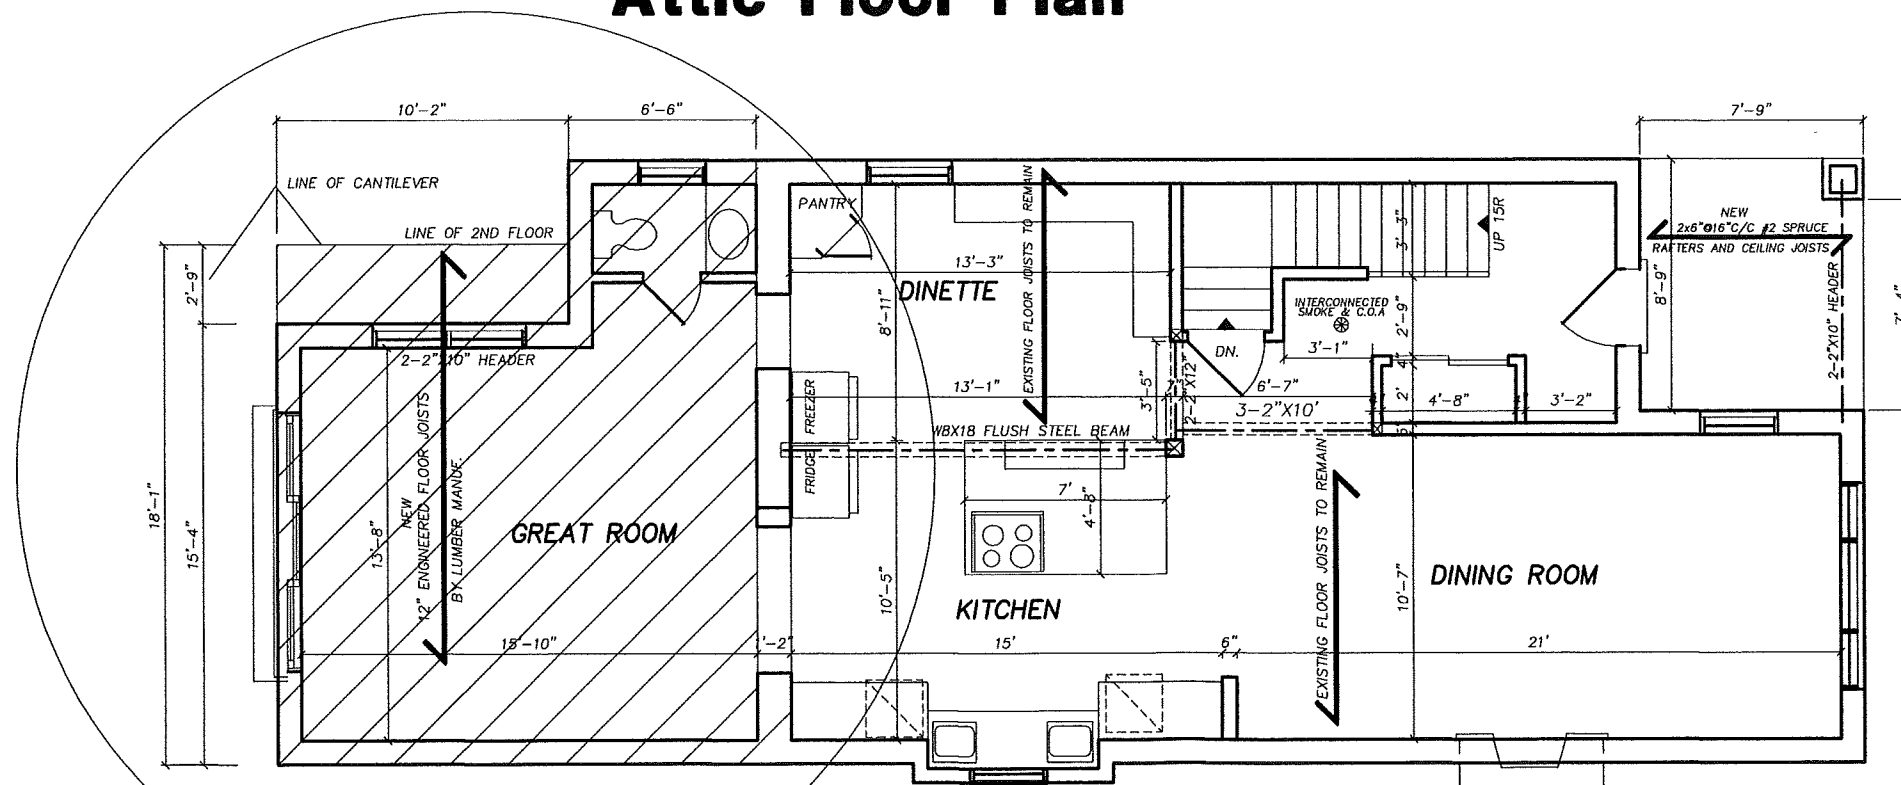 Attic Floor Plan
10'-2"
6'-6"
7'-9"
LINE OF CANTILEVER
LINE OF 2ND FLOOR
PANTRY
13'-3"
DINETTE
8'-11"
EXISTING FLOOR JOISTS TO REMAIN
3'-3"
UP 15R
NEW
2x6"@16"C/C #2 SPRUCE
RAFTERS AND CEILING JOISTS
8'-9"
2-2"X10" HEADER
2'-9"
INTERCONNECTED
SMOKE & C.O.A
2'-9"
3'-1"
DN.
2-2"X10" HEADER
13'-1"
3'-5"
2-2"X12"
6'-7"
3-2"X10'
4"
2'
4'-8"
3'-2"
FREEZER
FRIDGE
W8X18 FLUSH STEEL BEAM
18'-1"
15'-4"
13'-8"
NEW
12" ENGINEERED FLOOR JOISTS
BY LUMBER MANUF.
GREAT ROOM
7'
4'-8"
10'-5"
KITCHEN
EXISTING FLOOR JOISTS TO REMAIN
10'-7"
DINING ROOM
15'-10"
'-2"
15'
6"
21'